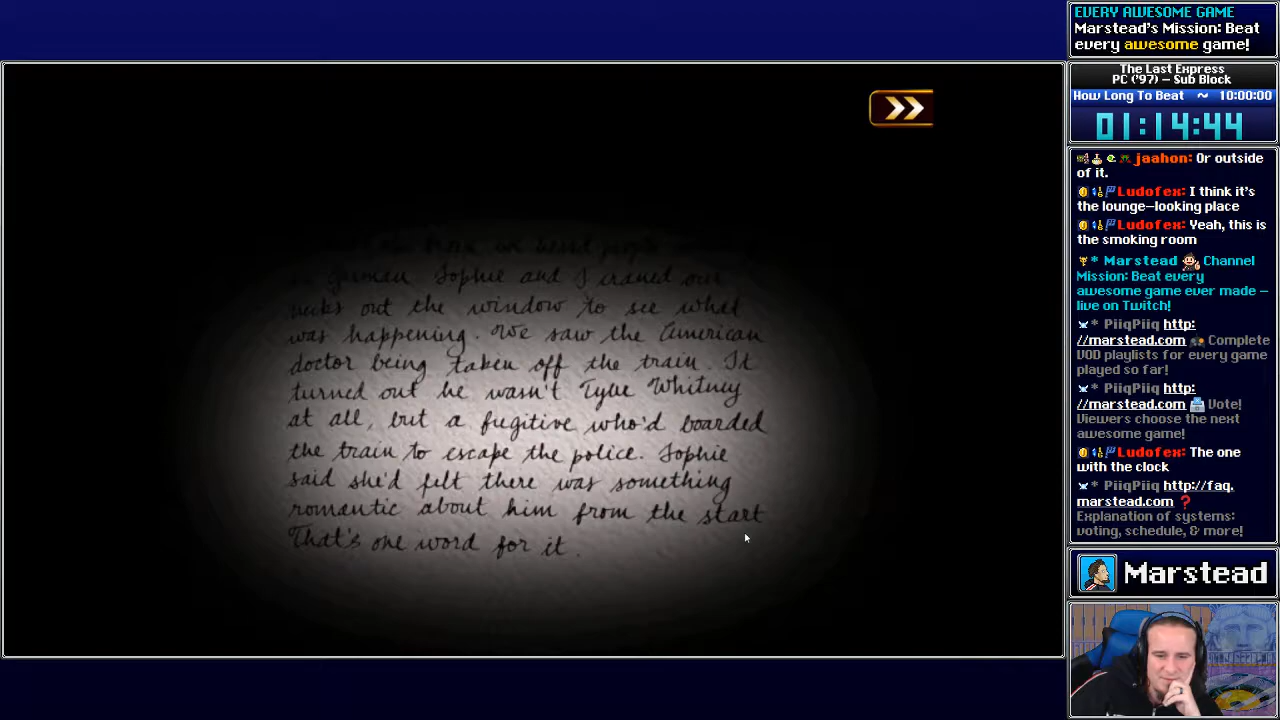 EVERY AWESOME GAME
Marstead's Mission: Beat
every awesome game!
The Last Express
PC ('97) – Sub Block
How Long To Beat ~ 10:00:00
01:14:44
jaahon: Or outside
of it.
Ludofex: I think it's
the lounge–looking place
Ludofex: Yeah, this is
the smoking room
* Marstead Channel
Mission: Beat every
awesome game ever made –
live on Twitch!
* PiiqPiiq http:
//marstead.com Complete
VOD playlists for every game
played so far!
* PiiqPiiq http:
//marstead.com Vote!
Viewers choose the next
awesome game!
Ludofex: The one
with the clock
* PiiqPiiq http://faq.
marstead.com ?
Explanation of systems:
voting, schedule, & more!
Marstead
people
German. Sophie and I craned our
necks out the window to see what
was happening. We saw the American
doctor being taken off the train. It
turned out he wasn't Tyler Whitney
at all, but a fugitive who'd boarded
the train to escape the police. Sophie
said she'd felt there was something
romantic about him from the start
That's one word for it.